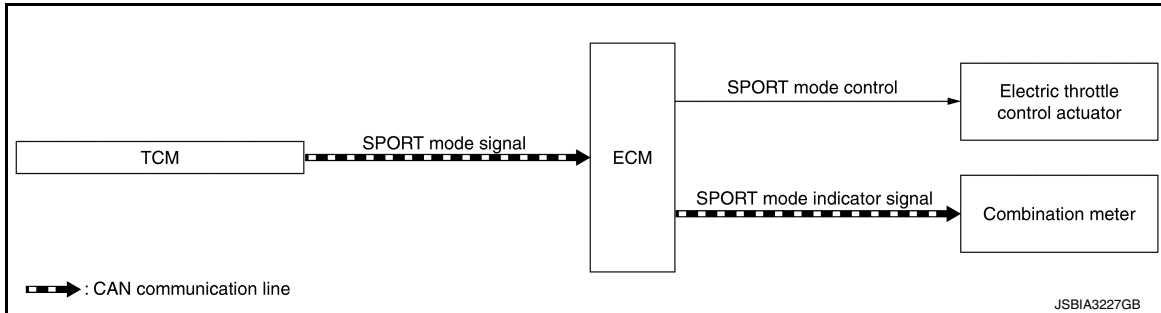 SPORT mode control
Electric throttle
control actuator
SPORT mode signal
TCM
ECM
SPORT mode indicator signal
Combination meter
: CAN communication line
JSBIA3227GB